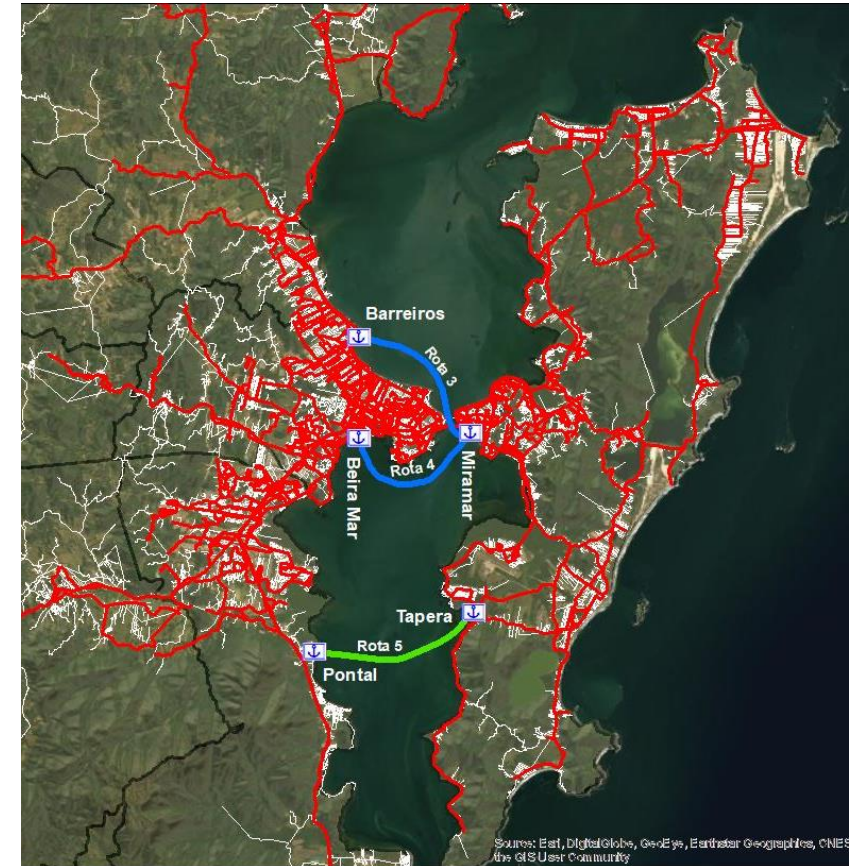 Barreiros
Rota 3
Beira Mar
Rota 4
Miramar
Tapera
Rota 5
Pontal
Source: Esri, DigitalGlobe, GeoEye, Earthstar Geographics, CNES
the GIS User Community